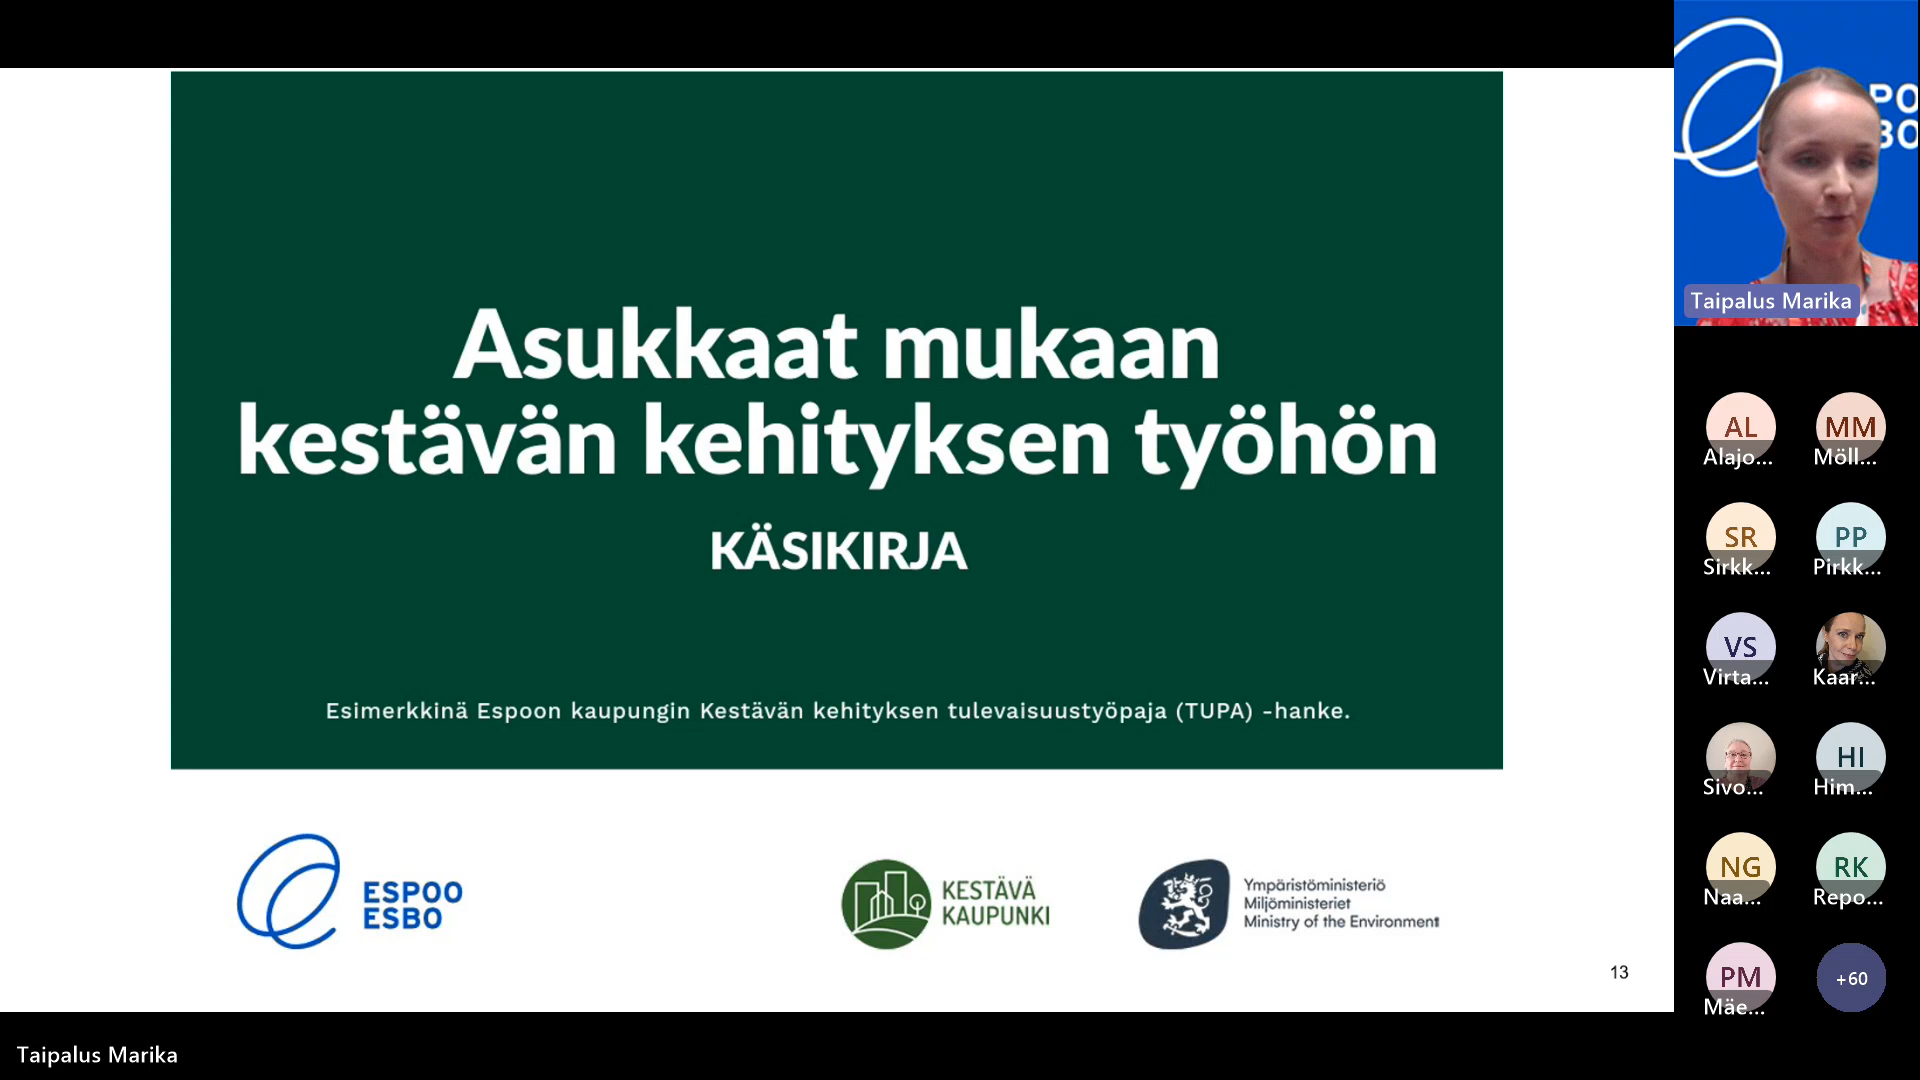 Asukkaat mukaan
kestävän kehityksen työhön
KÄSIKIRJA
Esimerkkinä Espoon kaupungin Kestävän kehityksen tulevaisuustyöpaja (TUPA) -hanke.
ESPOO
ESBO
KESTÄVÄ
KAUPUNKI
Ympäristöministeriö
Miljöministeriet
Ministry of the Environment
13
Taipalus Marika
PO
BO
Taipalus Marika
AL
Alajo...
MM
Möll...
SR
Sirkk...
PP
Pirkk...
VS
Virta...
Kaar...
Sivo...
HI
Him...
NG
Naa...
RK
Repo...
PM
Mäe...
+60